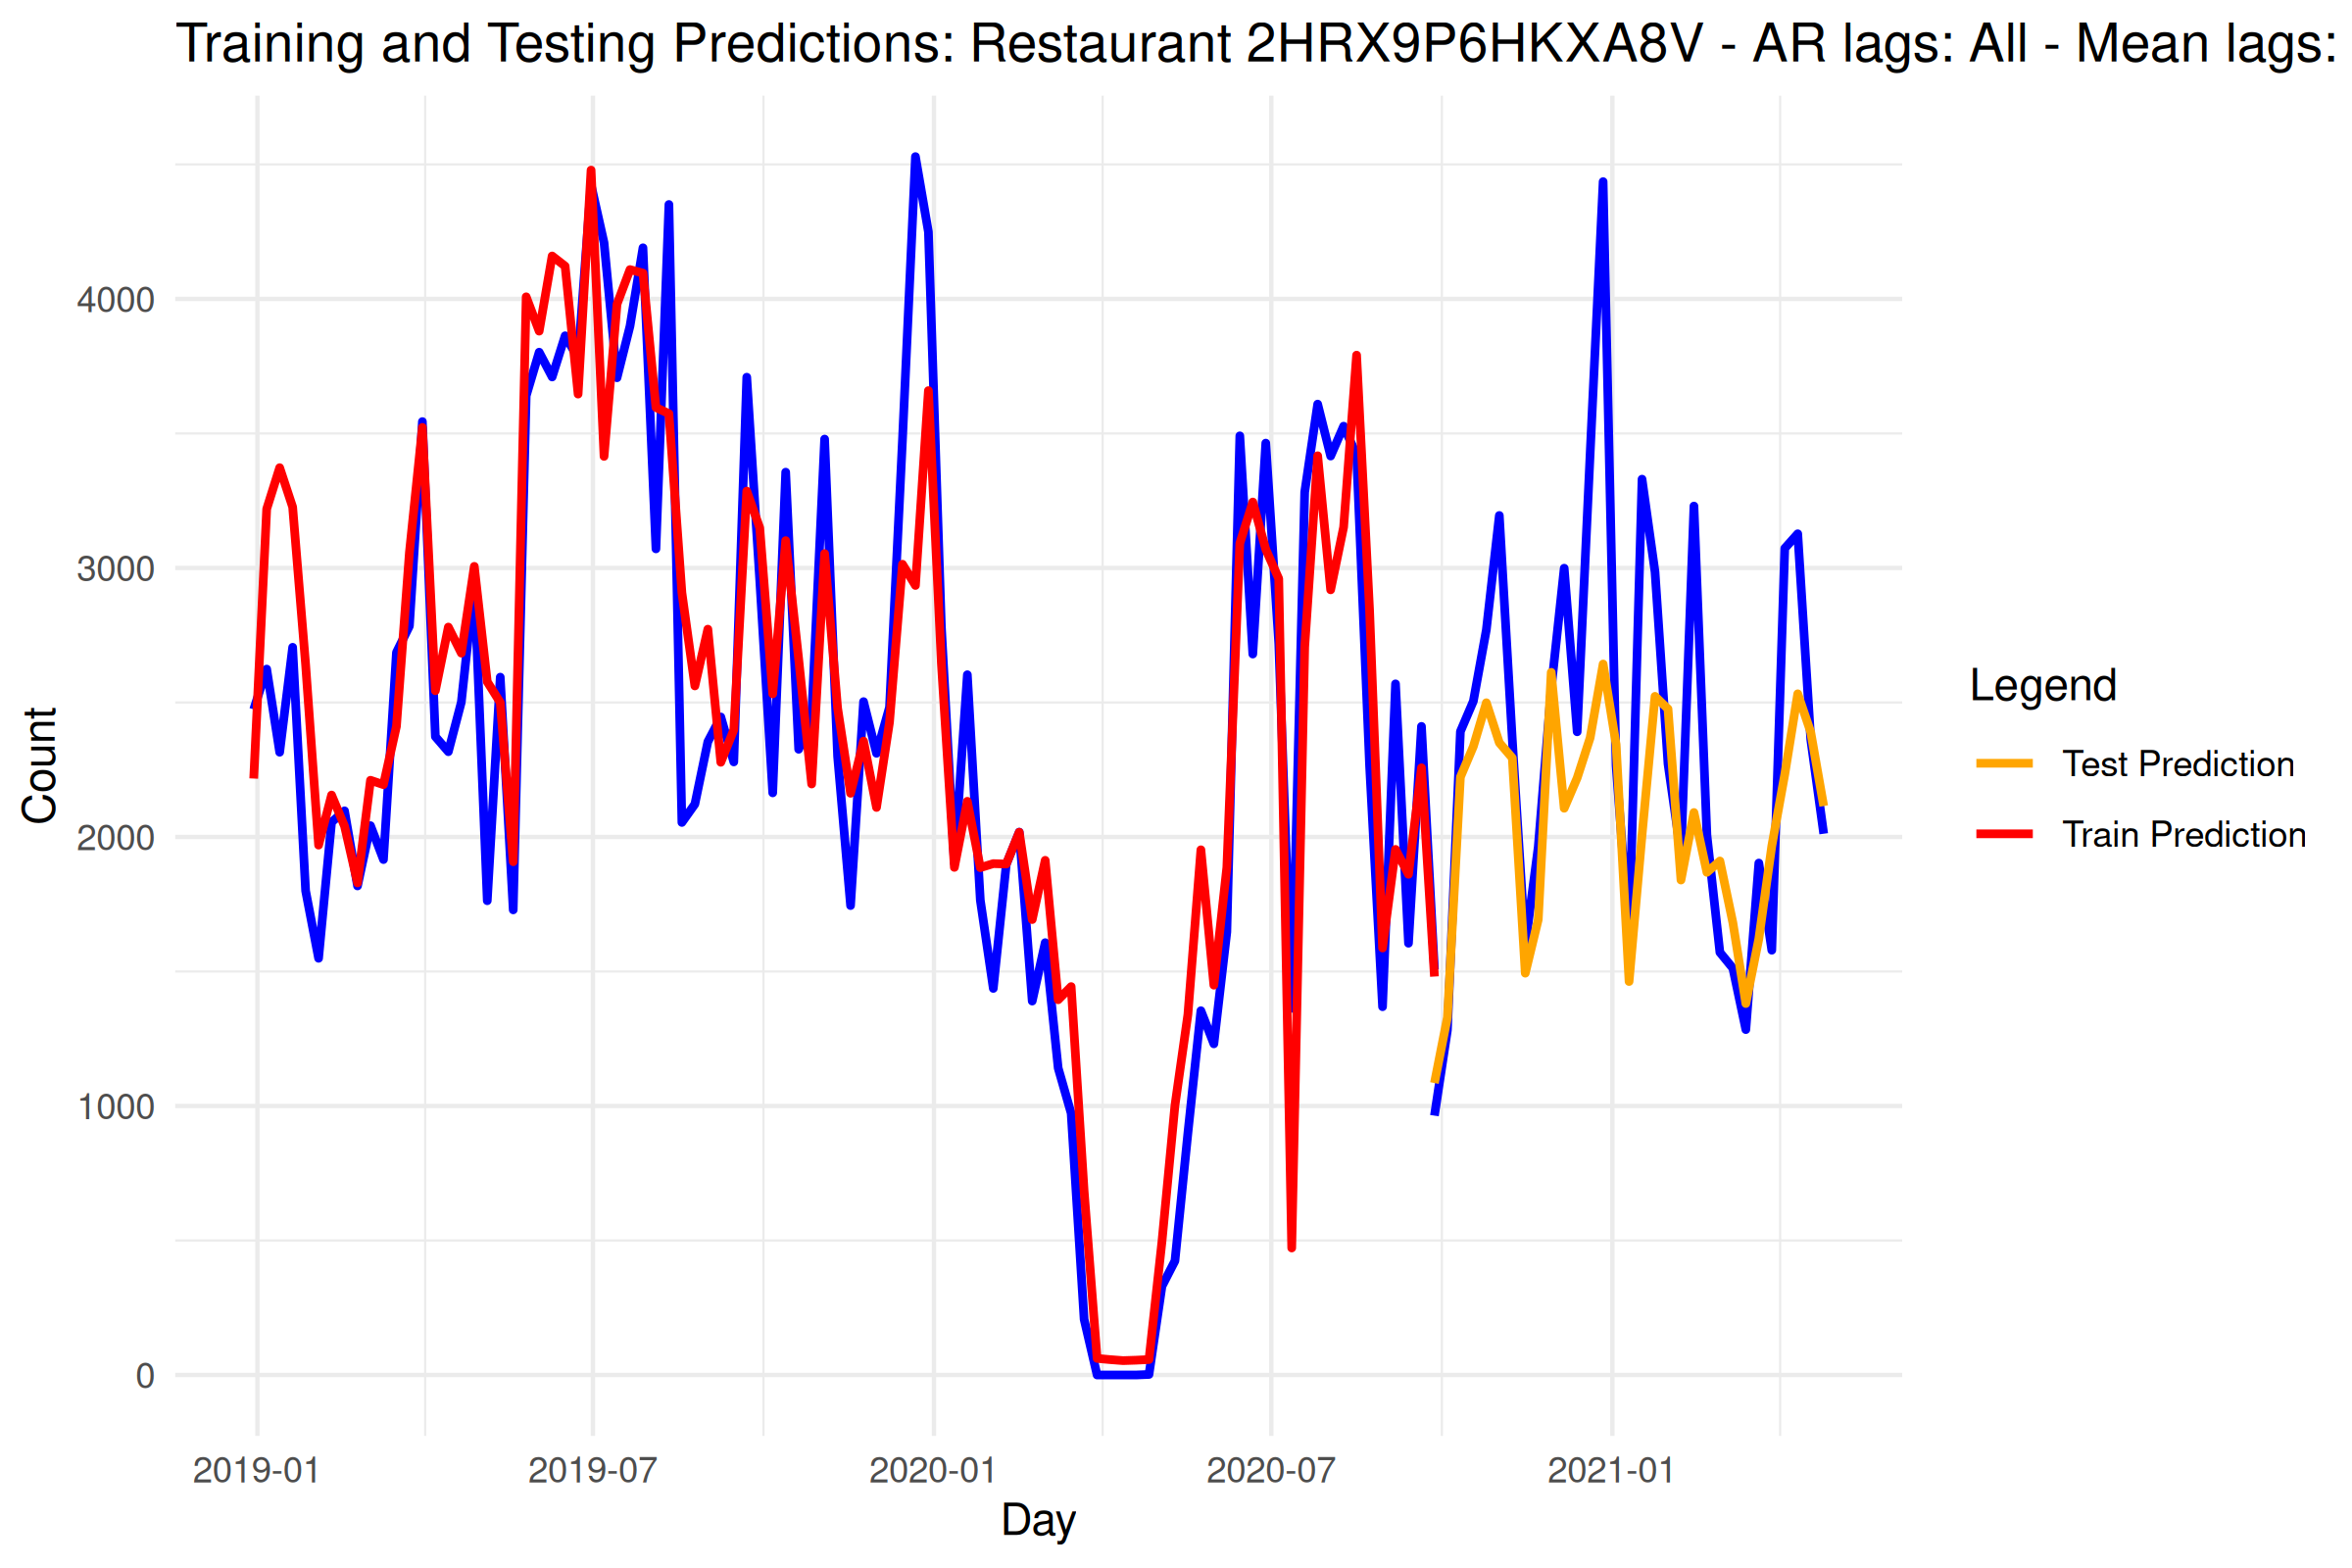 Training and Testing Predictions: Restaurant 2HRX9P6HKXA8V - AR lags: All - Mean lags:
Count
4000
3000
2000
1000
0
2019-01
2019-07
2020-01
2020-07
2021-01
Day
Legend
Test Prediction
Train Prediction